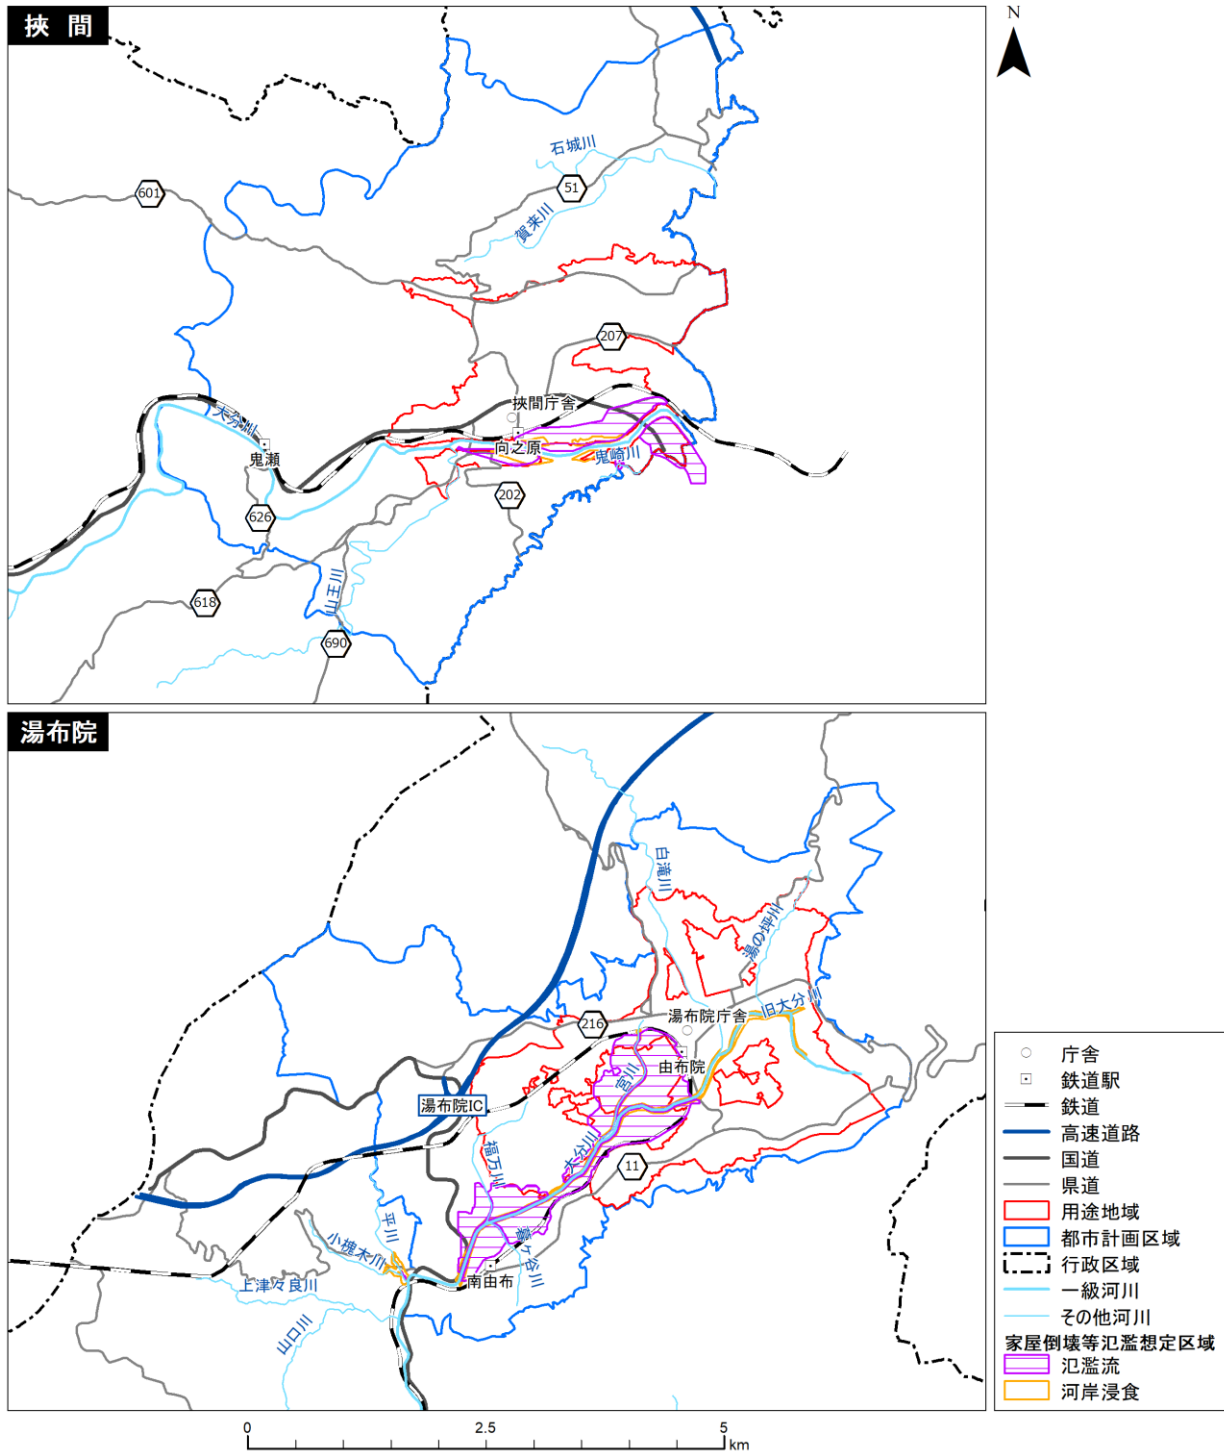 挾 間
N
601
石城川
51
賀来川
207
大分川
挾間庁舎
鬼瀬
向之原
鬼崎川
202
626
618
山王川
690
湯布院
白滝川
湯の坪川
旧大分川
湯布院庁舎
216
由布院
宮川
湯布院IC
大分川
福万川
11
平川
小槐木川
黒ヶ谷川
南由布
上津々良川
山口川
庁舎
鉄道駅
鉄道
高速道路
国道
県道
用途地域
都市計画区域
行政区域
一級河川
その他河川
家屋倒壊等氾濫想定区域
氾濫流
河岸浸食
0 2.5 5
km